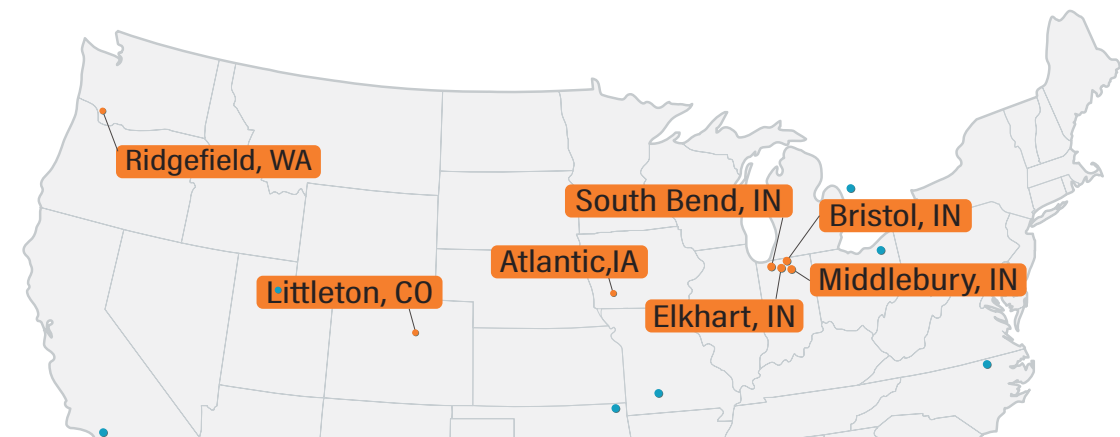 Ridgefield, WA
South Bend, IN
Bristol, IN
Atlantic,IA
Middlebury, IN
Littleton, CO
Elkhart, IN